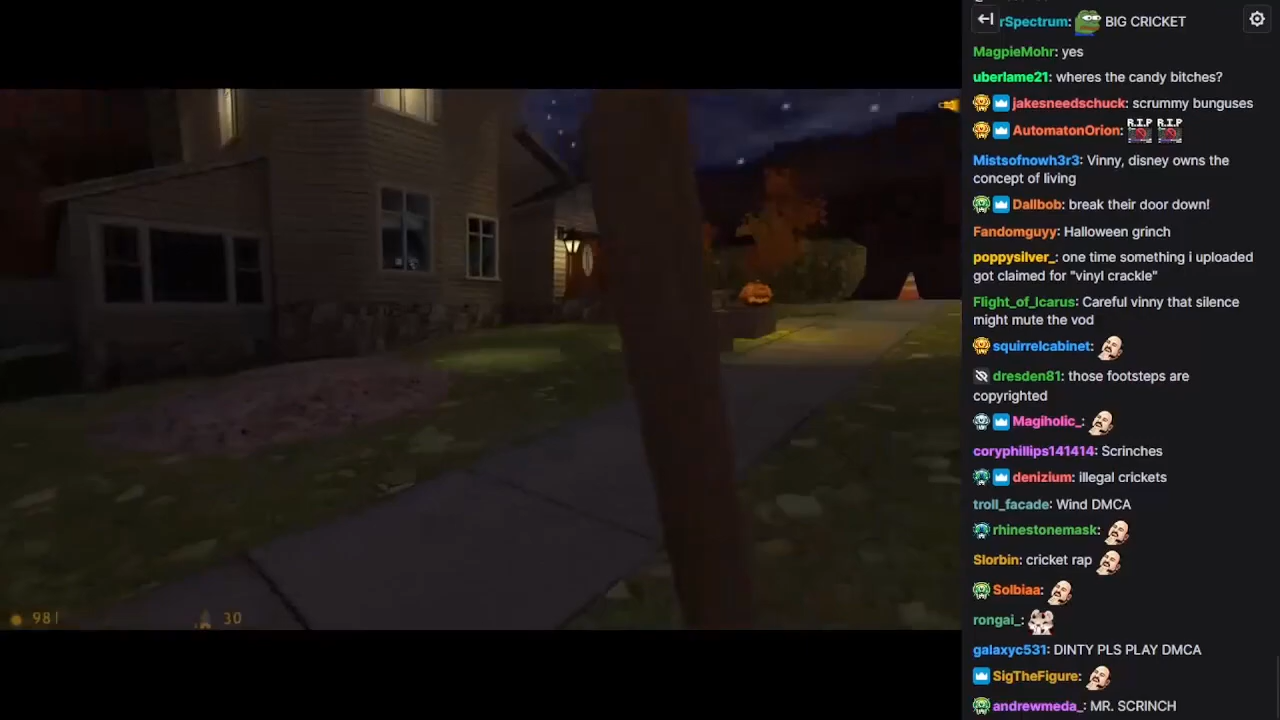 rSpectrum: BIG CRICKET
MagpieMohr: yes
uberlame21: wheres the candy bitches?
jakesneedschuck: scrummy bunguses
AutomatonOrion: R.I.P R.I.P
Mistsofnowh3r3: Vinny, disney owns the
concept of living
Dallbob: break their door down!
Fandomguyy: Halloween grinch
poppysilver_: one time something i uploaded
got claimed for "vinyl crackle"
Flight_of_Icarus: Careful vinny that silence
might mute the vod
squirrelcabinet:
dresden81: those footsteps are
copyrighted
Magiholic_:
coryphillips141414: Scrinches
denizium: illegal crickets
troll_facade: Wind DMCA
rhinestonemask:
Slorbin: cricket rap
Solbiaa:
rongai_:
galaxyc531: DINTY PLS PLAY DMCA
SigTheFigure:
andrewmeda_: MR. SCRINCH
98
30